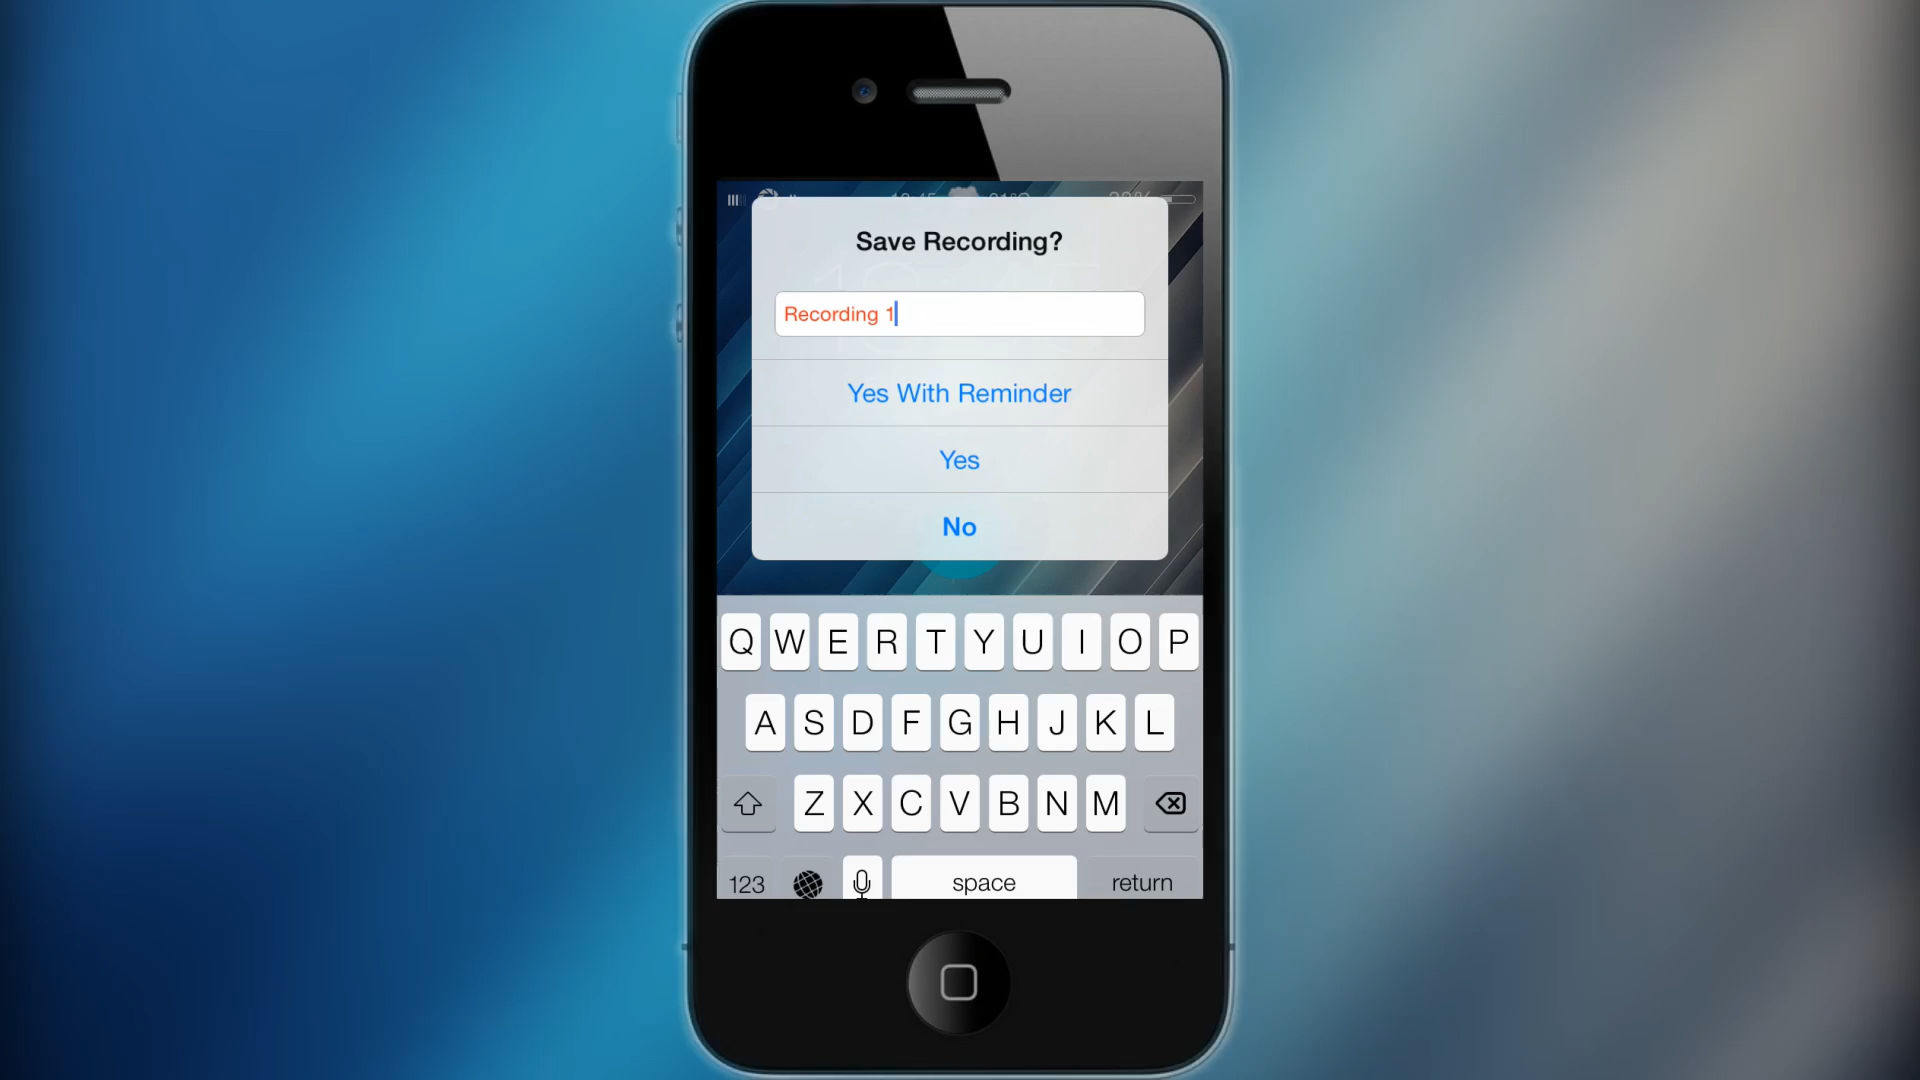 Save Recording?
Recording 1
Yes With Reminder
Yes
No
Q W E R T Y U I O P
A S D F G H J K L
Z X C V B N M
123 space return